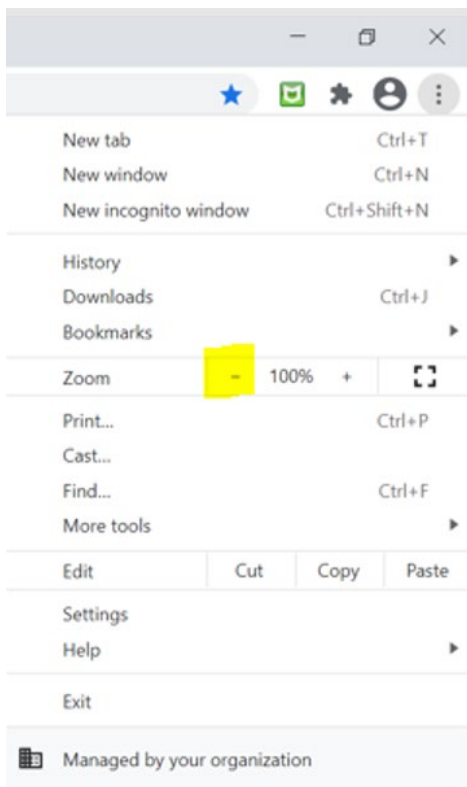 New tab Ctrl+T
New window Ctrl+N
New incognito window Ctrl+Shift+N
History
Downloads Ctrl+J
Bookmarks
Zoom - 100% +
Print... Ctrl+P
Cast...
Find... Ctrl+F
More tools
Edit Cut Copy Paste
Settings
Help
Exit
Managed by your organization